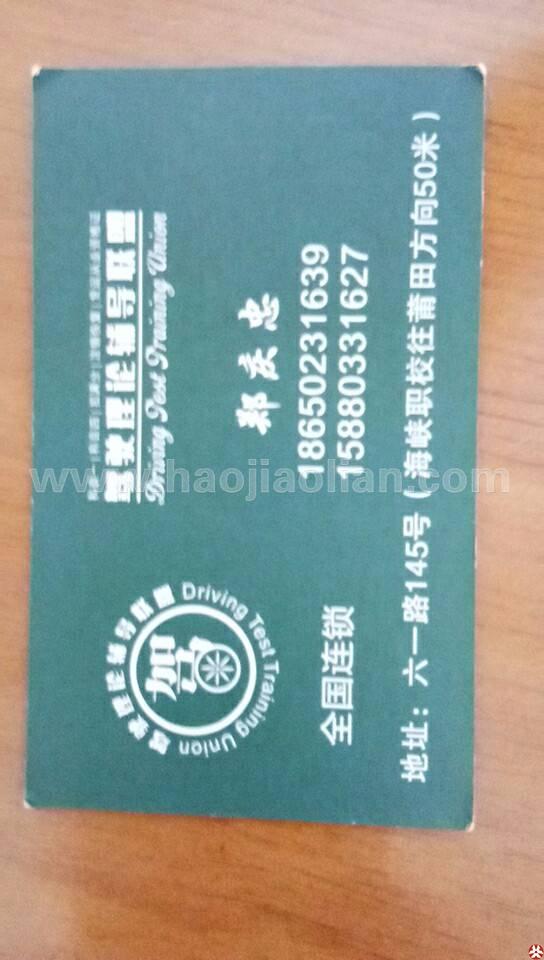 驾驶理论辅导联盟
Driving Test Training Union
郑庆忠
18650231639
15880331627
驾驶理论辅导联盟 Driving Test Training Union
驾
全国连锁
地址：六一路145号（海峡职校往莆田方向50米）
www.haojiaolian.com